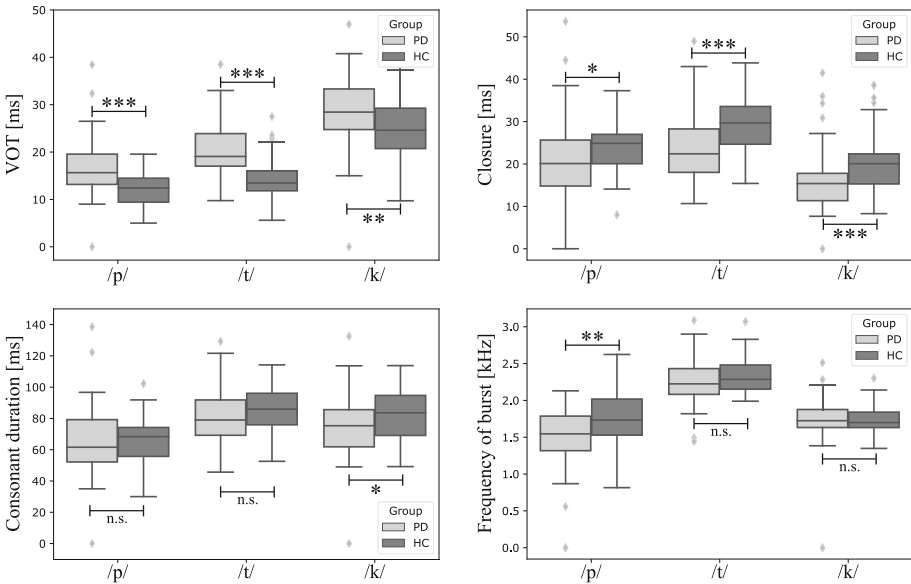 VOT [ms]
50
40
30
20
10
0
Group
PD
HC
***
***
**
/p/
/t/
/k/
Closure [ms]
50
40
30
20
10
0
Group
PD
HC
*
***
***
/p/
/t/
/k/
Consonant duration [ms]
140
120
100
80
60
40
20
0
n.s.
n.s.
*
Group
PD
HC
/p/
/t/
/k/
Frequency of burst [kHz]
3.0
2.5
2.0
1.5
1.0
0.5
0.0
Group
PD
HC
**
n.s.
n.s.
/p/
/t/
/k/